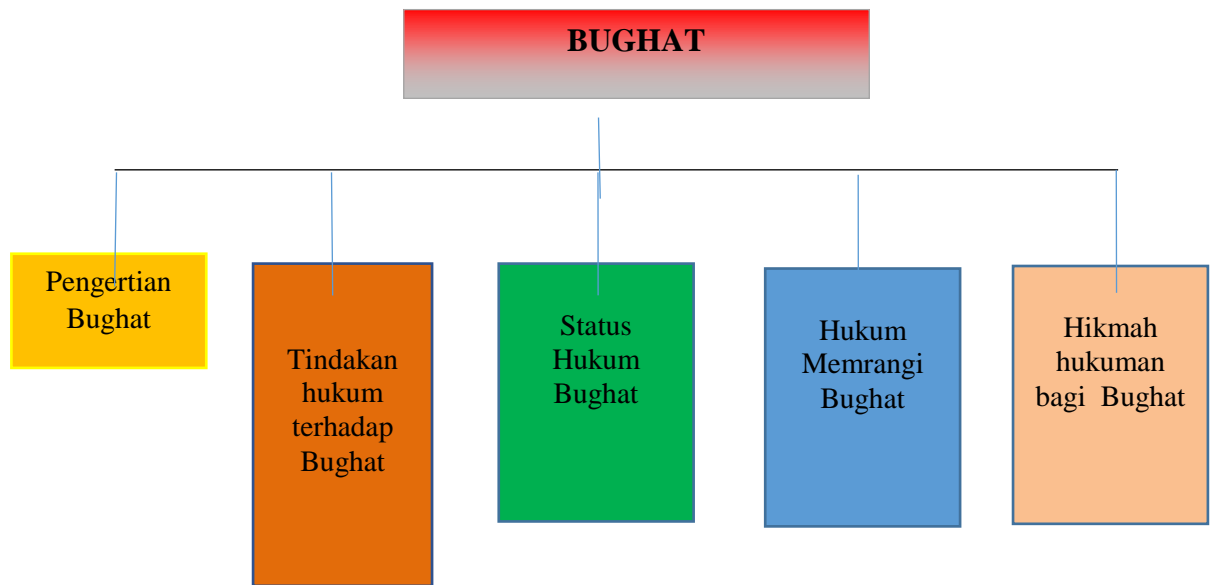 BUGHAT
Pengertian
Bughat
Tindakan
hukum
terhadap
Bughat
Status
Hukum
Bughat
Hukum
Memrangi
Bughat
Hikmah
hukuman
bagi Bughat